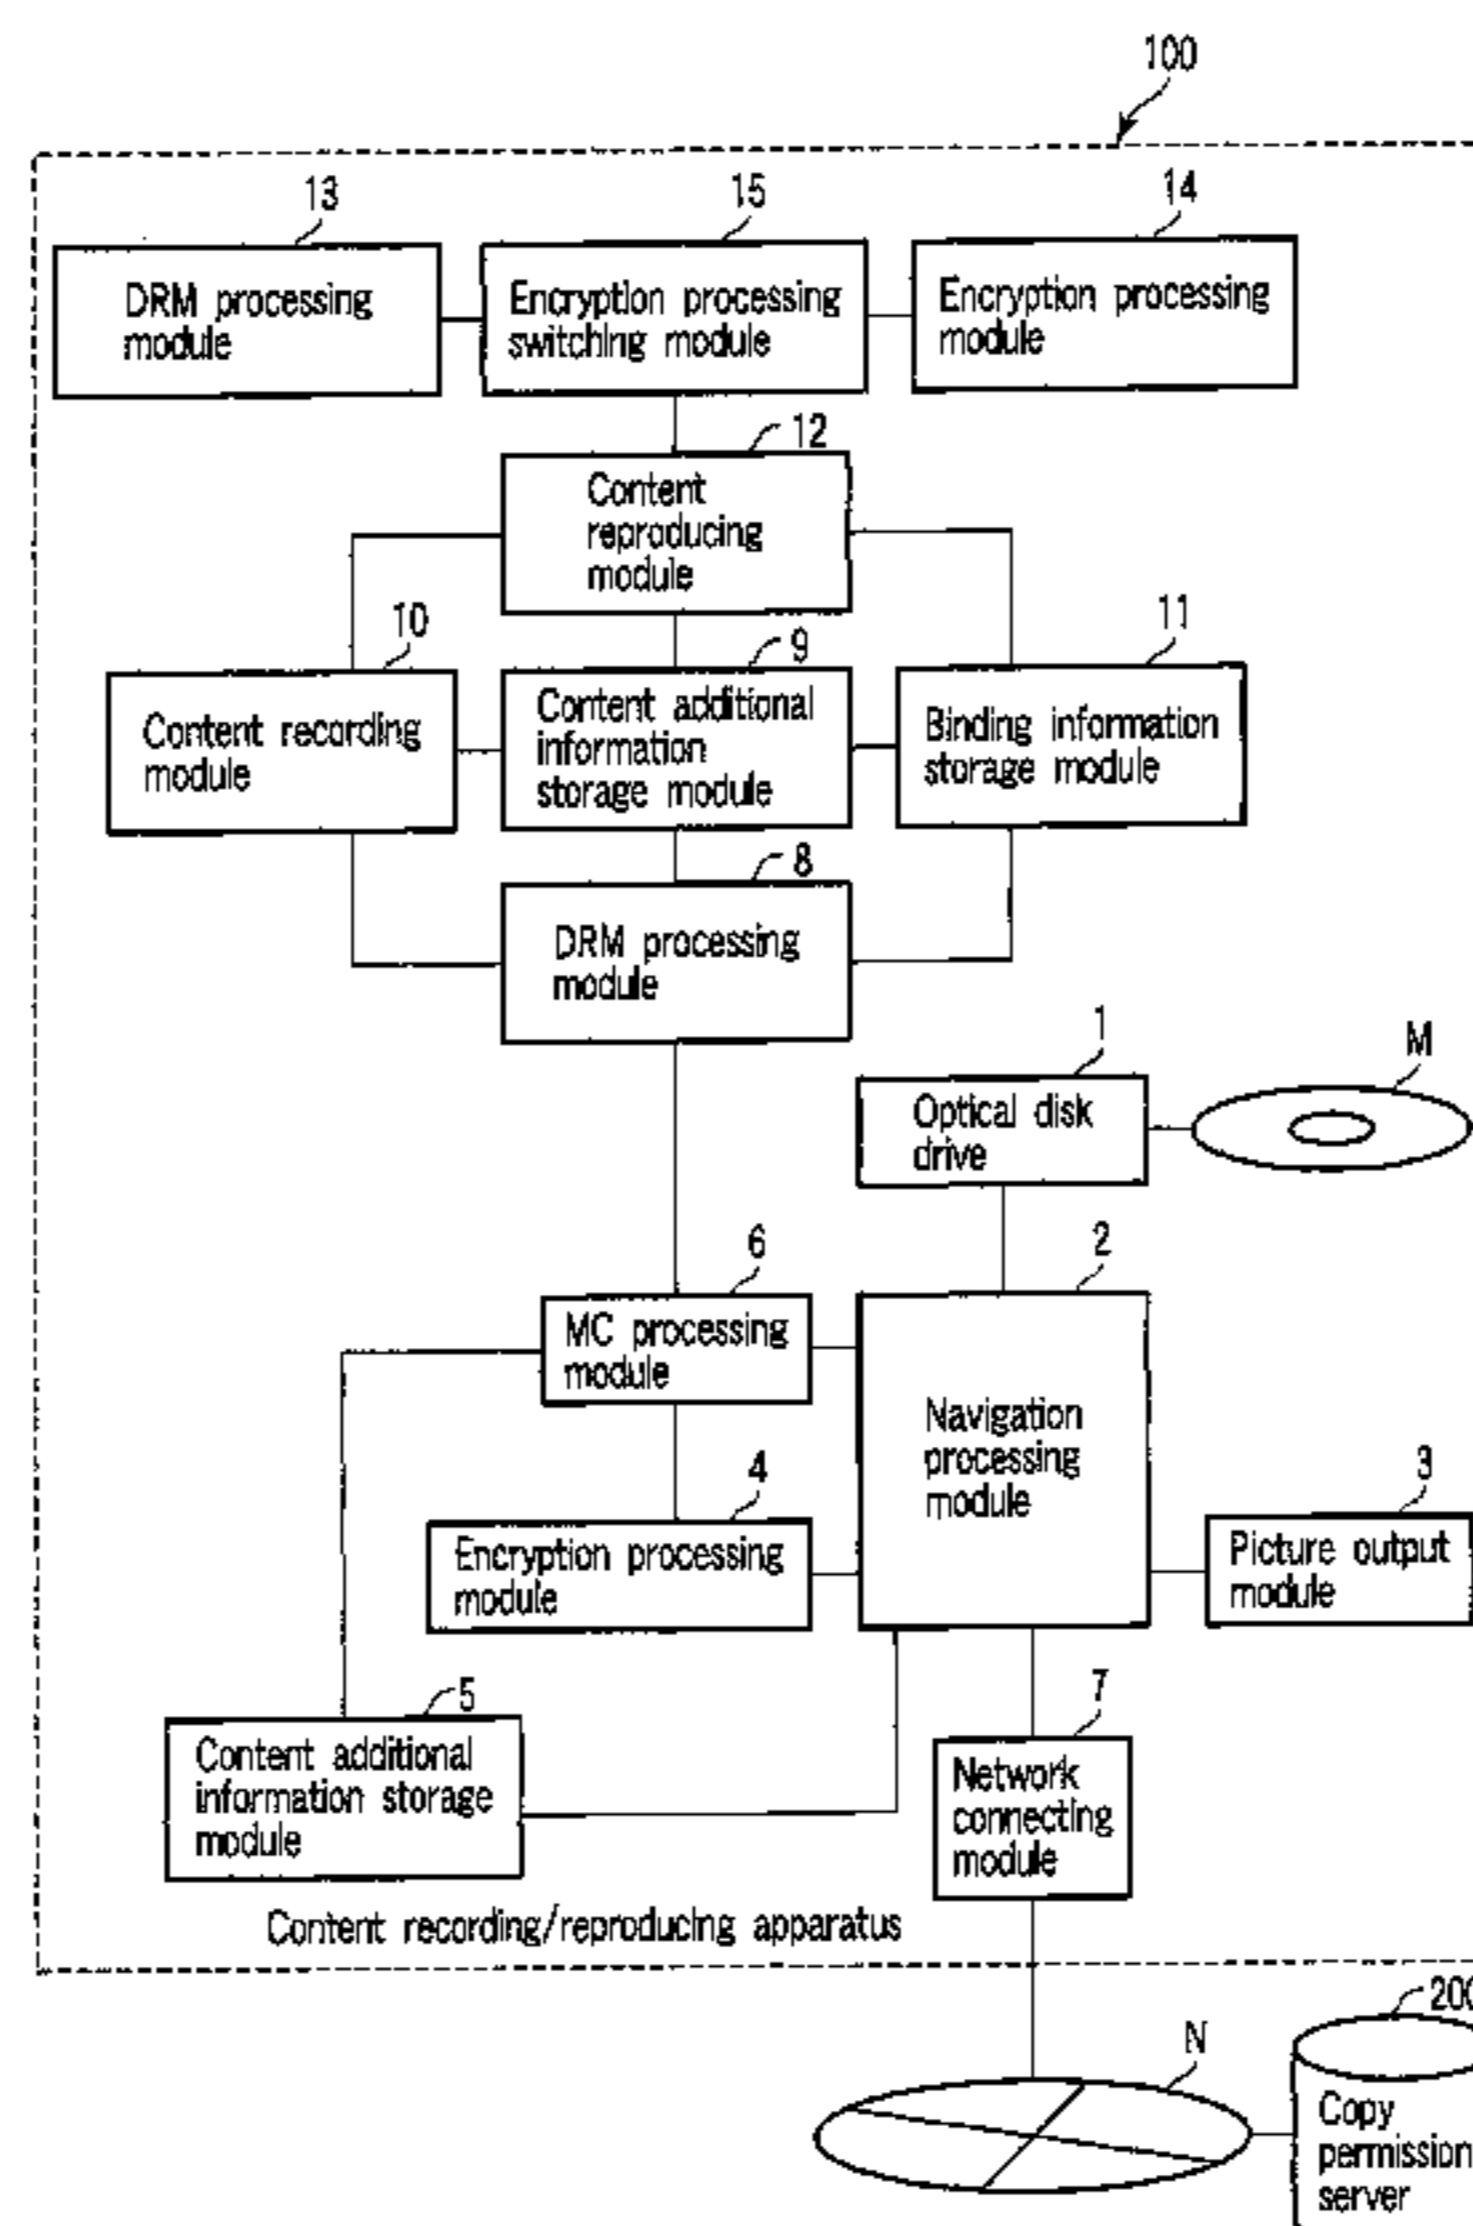 100
13
15
14
DRM processing
module
Encryption processing
switching module
Encryption processing
module
12
Content
reproducing
module
10
9
11
Content recording
module
Content additional
information
storage module
Binding information
storage module
8
DRM processing
module
1
M
Optical disk
drive
6
2
MC processing
module
Navigation
processing
module
4
3
Encryption processing
module
Picture output
module
5
7
Content additional
information storage
module
Network
connecting
module
Content recording/reproducing apparatus
200
N
Copy
permission
server